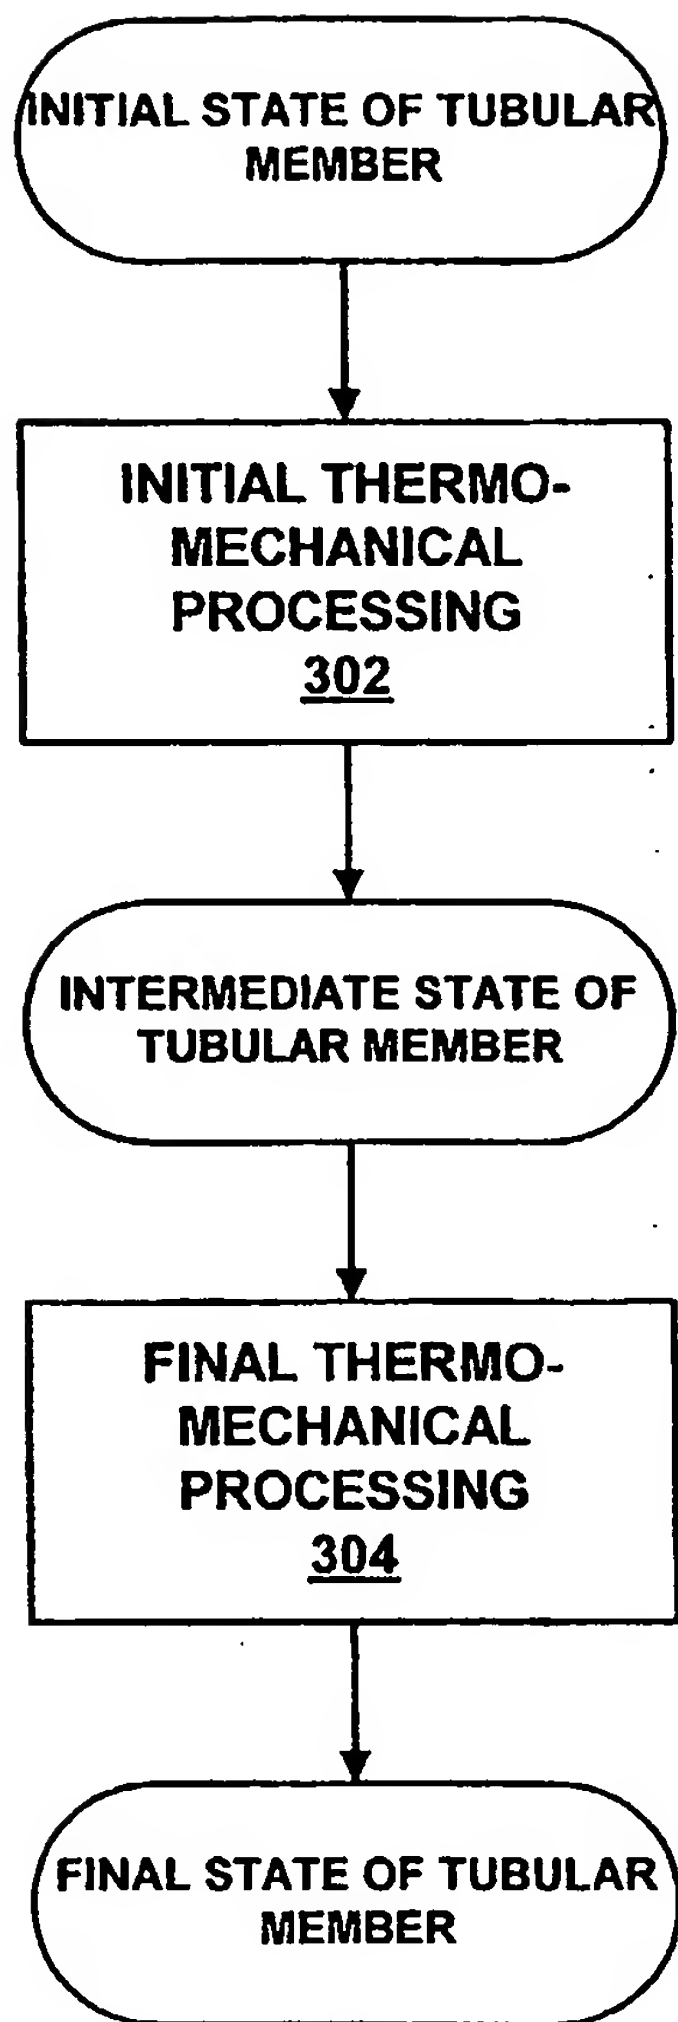 INITIAL STATE OF TUBULAR
MEMBER
INITIAL THERMO-
MECHANICAL
PROCESSING
302
INTERMEDIATE STATE OF
TUBULAR MEMBER
FINAL THERMO-
MECHANICAL
PROCESSING
304
FINAL STATE OF TUBULAR
MEMBER